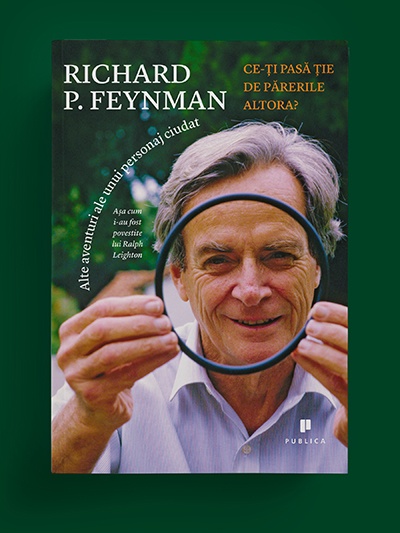 RICHARD
P. FEYNMAN
CE-ȚI PASĂ ȚIE
DE PĂRERILE
ALTORA?
Alte aventuri ale unui personaj ciudat
Așa cum
i-au fost
povestite
lui Ralph
Leighton
PUBLICA